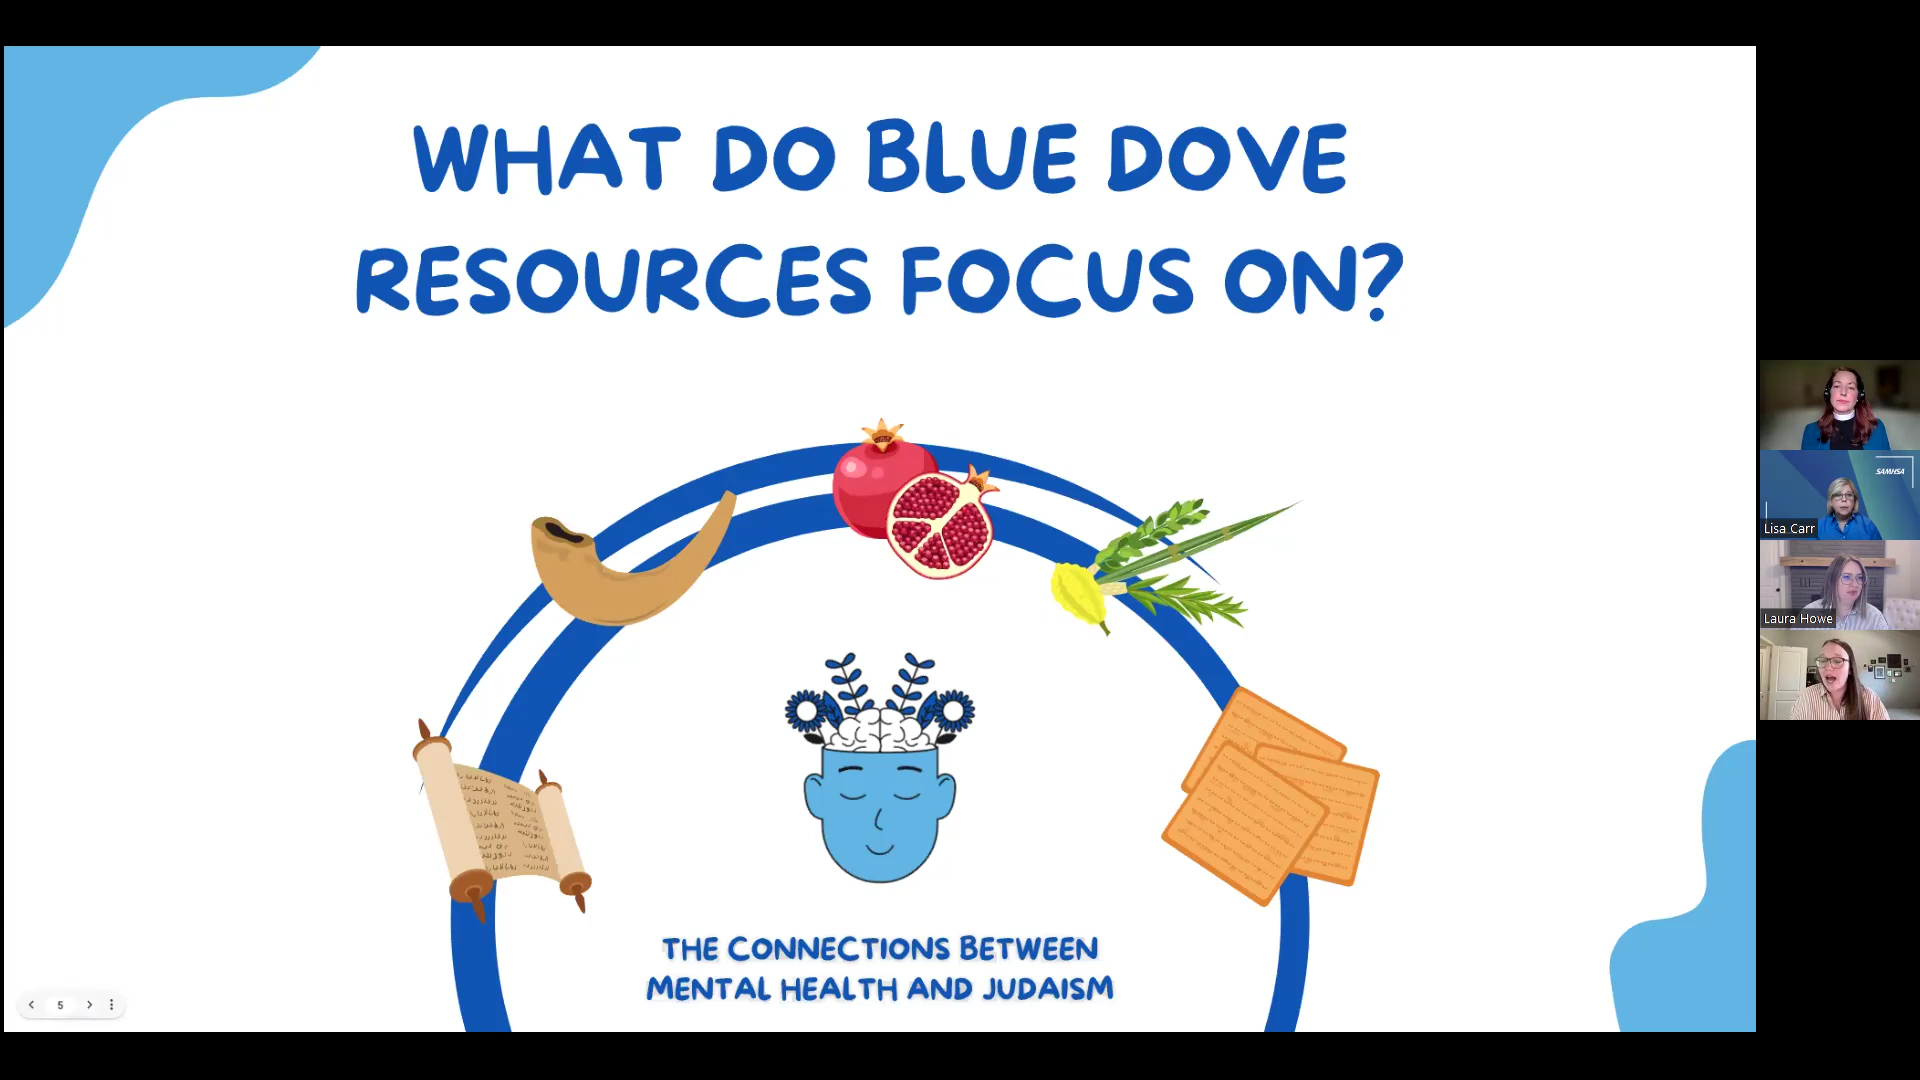 WHAT DO BLUE DOVE
RESOURCES FOCUS ON?
THE CONNECTIONS BETWEEN
MENTAL HEALTH AND JUDAISM
5
SAMHSA
Lisa Carr
Laura Howe